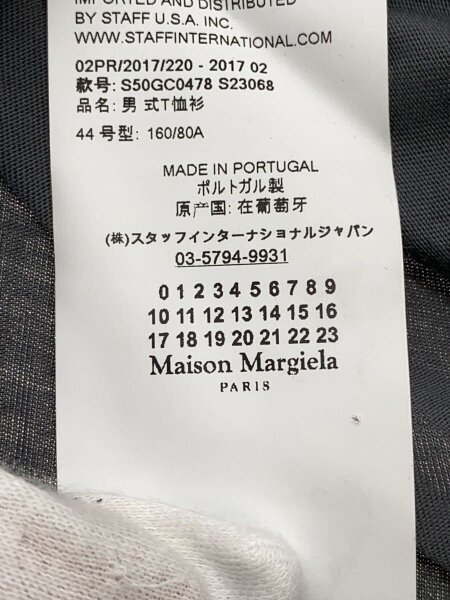 IMPORTED AND DISTRIBUTED
BY STAFF U.S.A. INC.
WWW.STAFFINTERNATIONAL.COM
02PR/2017/220 - 2017 02
款号: S50GC0478 S23068
品名: 男 式T恤衫
44 号型: 160/80A
MADE IN PORTUGAL
ポルトガル製
原产国: 在葡萄牙
(株)スタッフインターナショナルジャパン
03-5794-9931
0 1 2 3 4 5 6 7 8 9
10 11 12 13 14 15 16
17 18 19 20 21 22 23
Maison Margiela
PARIS